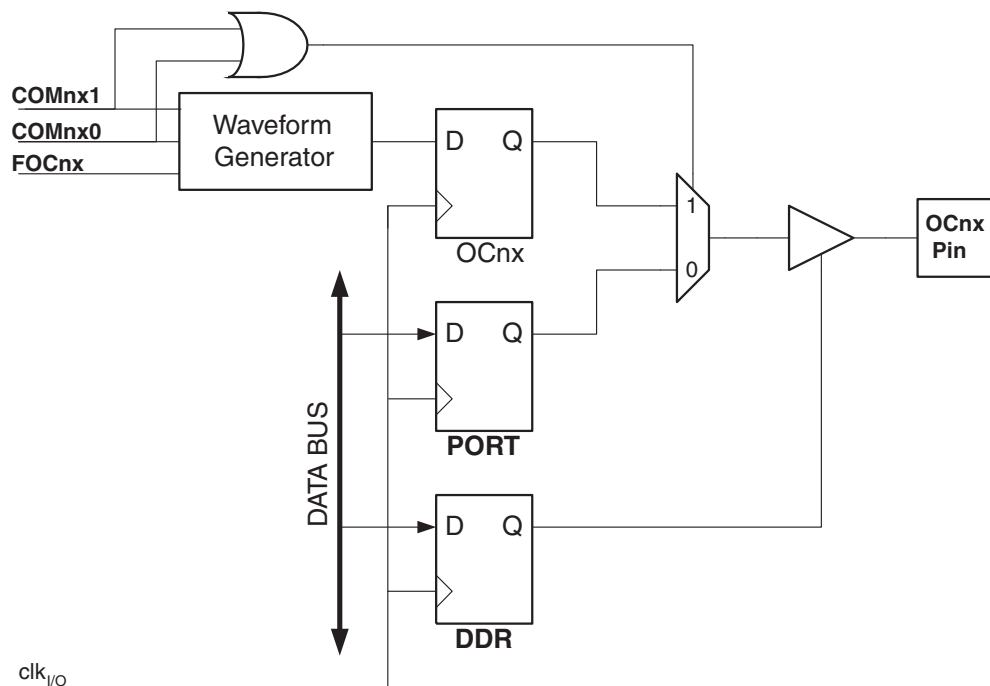 COMnx1
COMnx0
FOCnx
Waveform
Generator
D Q
OCnx
1
0
OCnx
Pin
D Q
PORT
DATA BUS
D Q
DDR
clkI/O